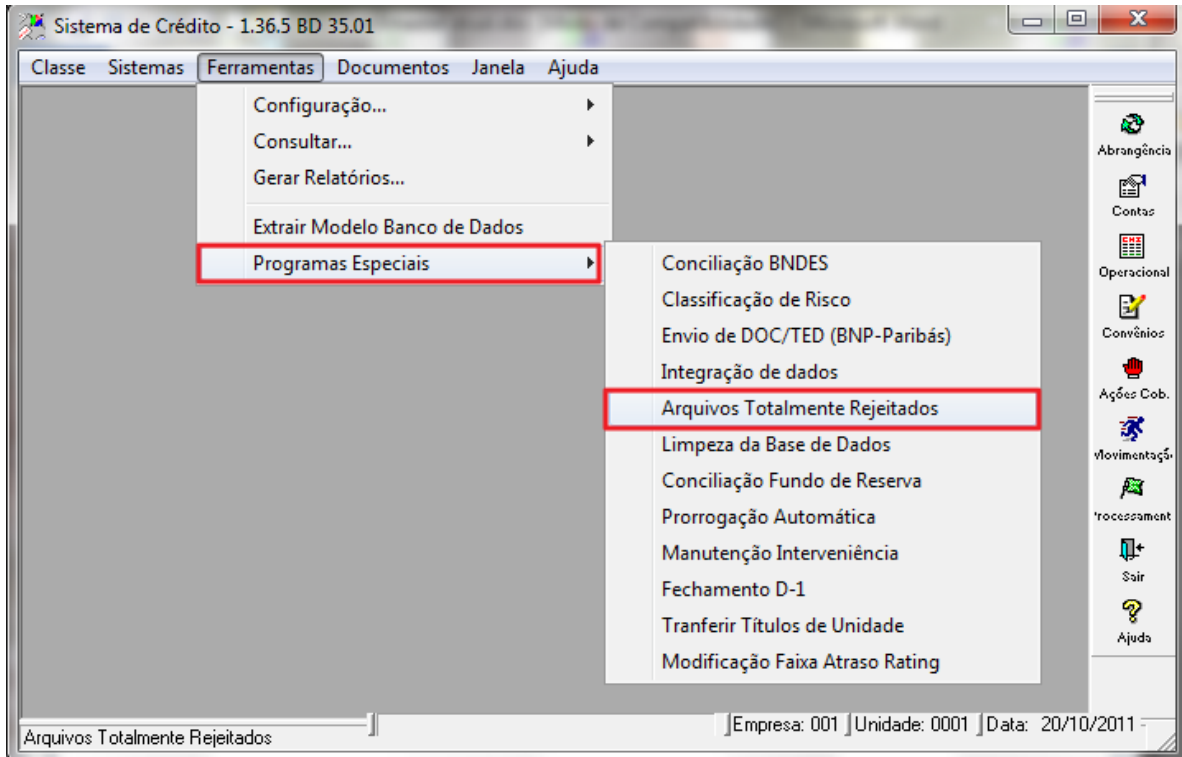 Sistema de Crédito - 1.36.5 BD 35.01
Classe Sistemas Ferramentas Documentos Janela Ajuda
Configuração...
Consultar...
Gerar Relatórios...
Extrair Modelo Banco de Dados
Programas Especiais
Conciliação BNDES
Classificação de Risco
Envio de DOC/TED (BNP-Paribás)
Integração de dados
Arquivos Totalmente Rejeitados
Limpeza da Base de Dados
Conciliação Fundo de Reserva
Prorrogação Automática
Manutenção Interveniência
Fechamento D-1
Tranferir Títulos de Unidade
Modificação Faixa Atraso Rating
Abrangência
Contas
Operacional
Convênios
Ações Cob.
Sair
Ajuda
Arquivos Totalmente Rejeitados
Empresa: 001 Unidade: 0001 Data: 20/10/2011